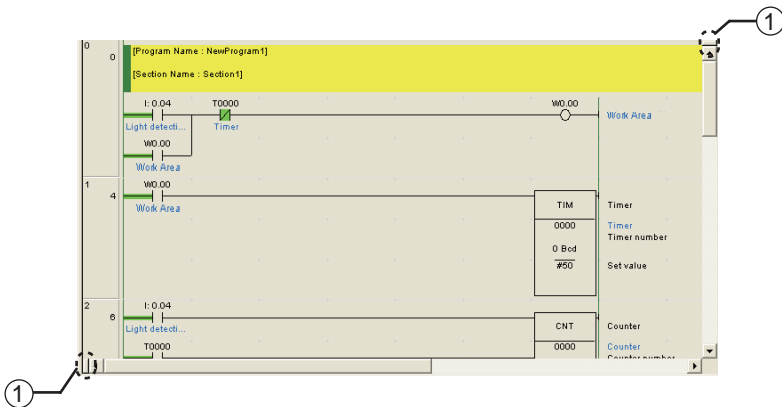 1
0
0
[Program Name : NewProgram1]
[Section Name : Section1]
I: 0.04
T0000
W0.00
Light detecti...
Timer
Work Area
W0.00
Work Area
1
4
W0.00
Work Area
TIM
Timer
0000
Timer
Timer number
0 Bcd
#50
Set value
2
6
I: 0.04
Light detecti...
CNT
Counter
T0000
0000
Counter
Counter number
1